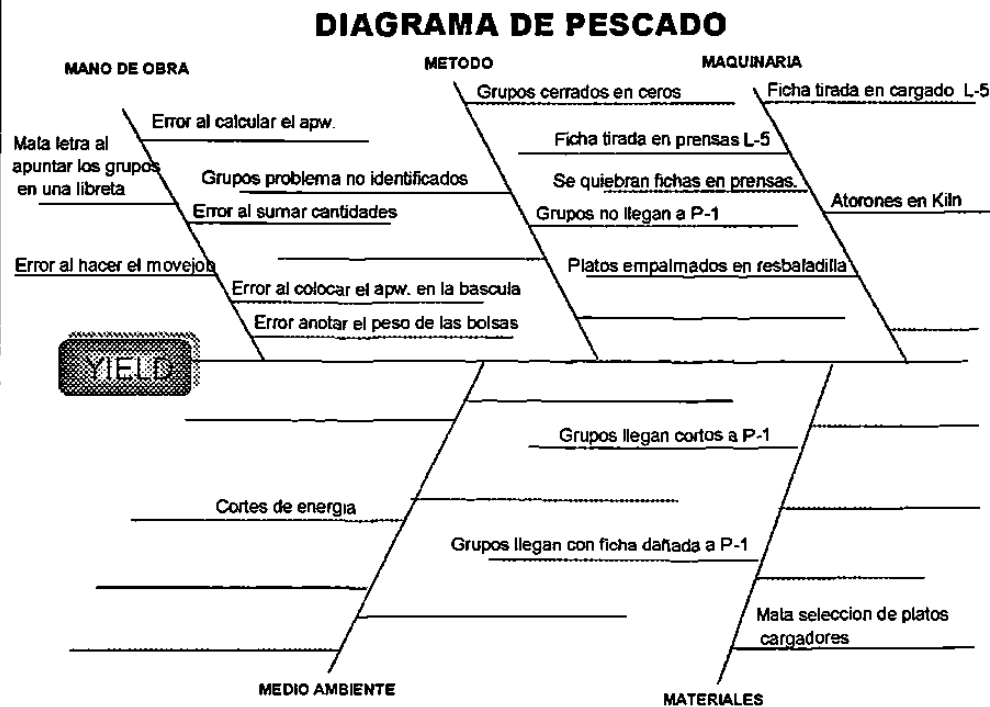 DIAGRAMA DE PESCADO
MANO DE OBRA
METODO
MAQUINARIA
Error al calcular el apw.
Mala letra al
apuntar los grupos
en una libreta
Error al sumar cantidades
Error al hacer el movejob
Error al colocar el apw. en la bascula
Error anotar el peso de las bolsas
Grupos cerrados en ceros
Grupos problema no identificados
Grupos no llegan a P-1
Ficha tirada en cargado L-5
Ficha tirada en prensas L-5
Se quiebran fichas en prensas.
Atorones en Kiln
Platos empalmados en resbaladilla
YIELD
Cortes de energia
Grupos llegan cortos a P-1
Grupos llegan con ficha dañada a P-1
Mala seleccion de platos
cargadores
MEDIO AMBIENTE
MATERIALES